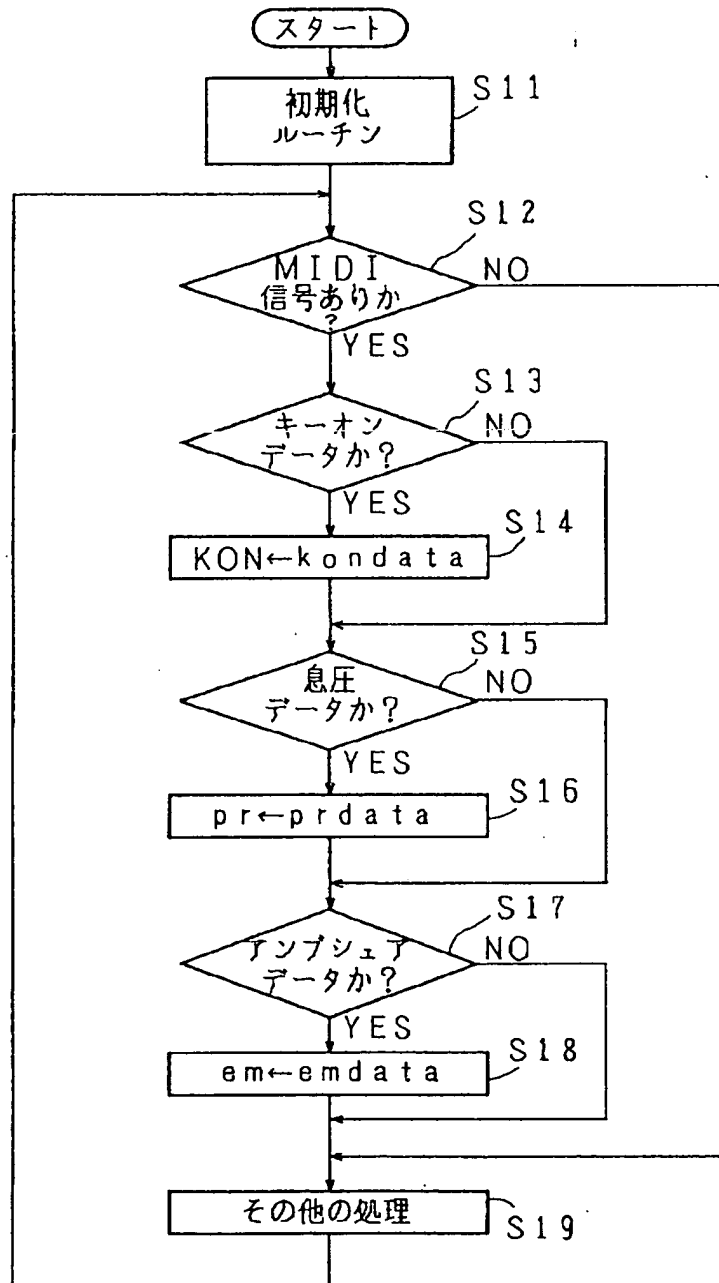 スタート
初期化
ルーチン
S11
S12
MIDI
信号ありか
?
NO
YES
S13
キーオン
データか?
NO
YES
S14
KON←kondata
S15
息圧
データか?
NO
YES
S16
pr←prdata
S17
アンブシェア
データか?
NO
YES
S18
em←emdata
その他の処理
S19